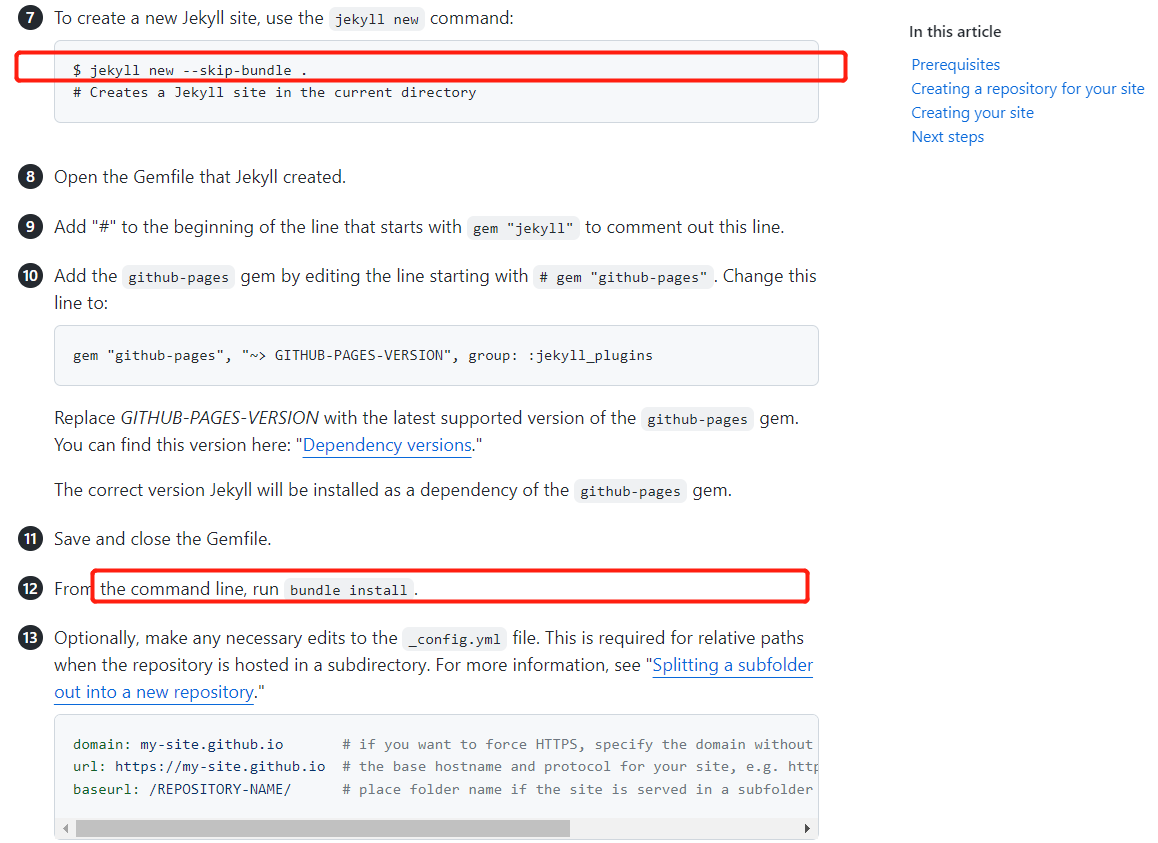 7 To create a new Jekyll site, use the jekyll new command:
$ jekyll new --skip-bundle .
# Creates a Jekyll site in the current directory
8 Open the Gemfile that Jekyll created.
9 Add "#" to the beginning of the line that starts with gem "jekyll" to comment out this line.
10 Add the github-pages gem by editing the line starting with # gem "github-pages". Change this
line to:
gem "github-pages", "~> GITHUB-PAGES-VERSION", group: :jekyll_plugins
Replace GITHUB-PAGES-VERSION with the latest supported version of the github-pages gem.
You can find this version here: "Dependency versions."
The correct version Jekyll will be installed as a dependency of the github-pages gem.
11 Save and close the Gemfile.
12 From the command line, run bundle install.
13 Optionally, make any necessary edits to the _config.yml file. This is required for relative paths
when the repository is hosted in a subdirectory. For more information, see "Splitting a subfolder
out into a new repository."
domain: my-site.github.io # if you want to force HTTPS, specify the domain without
url: https://my-site.github.io # the base hostname and protocol for your site, e.g. http
baseurl: /REPOSITORY-NAME/ # place folder name if the site is served in a subfolder
In this article
Prerequisites
Creating a repository for your site
Creating your site
Next steps